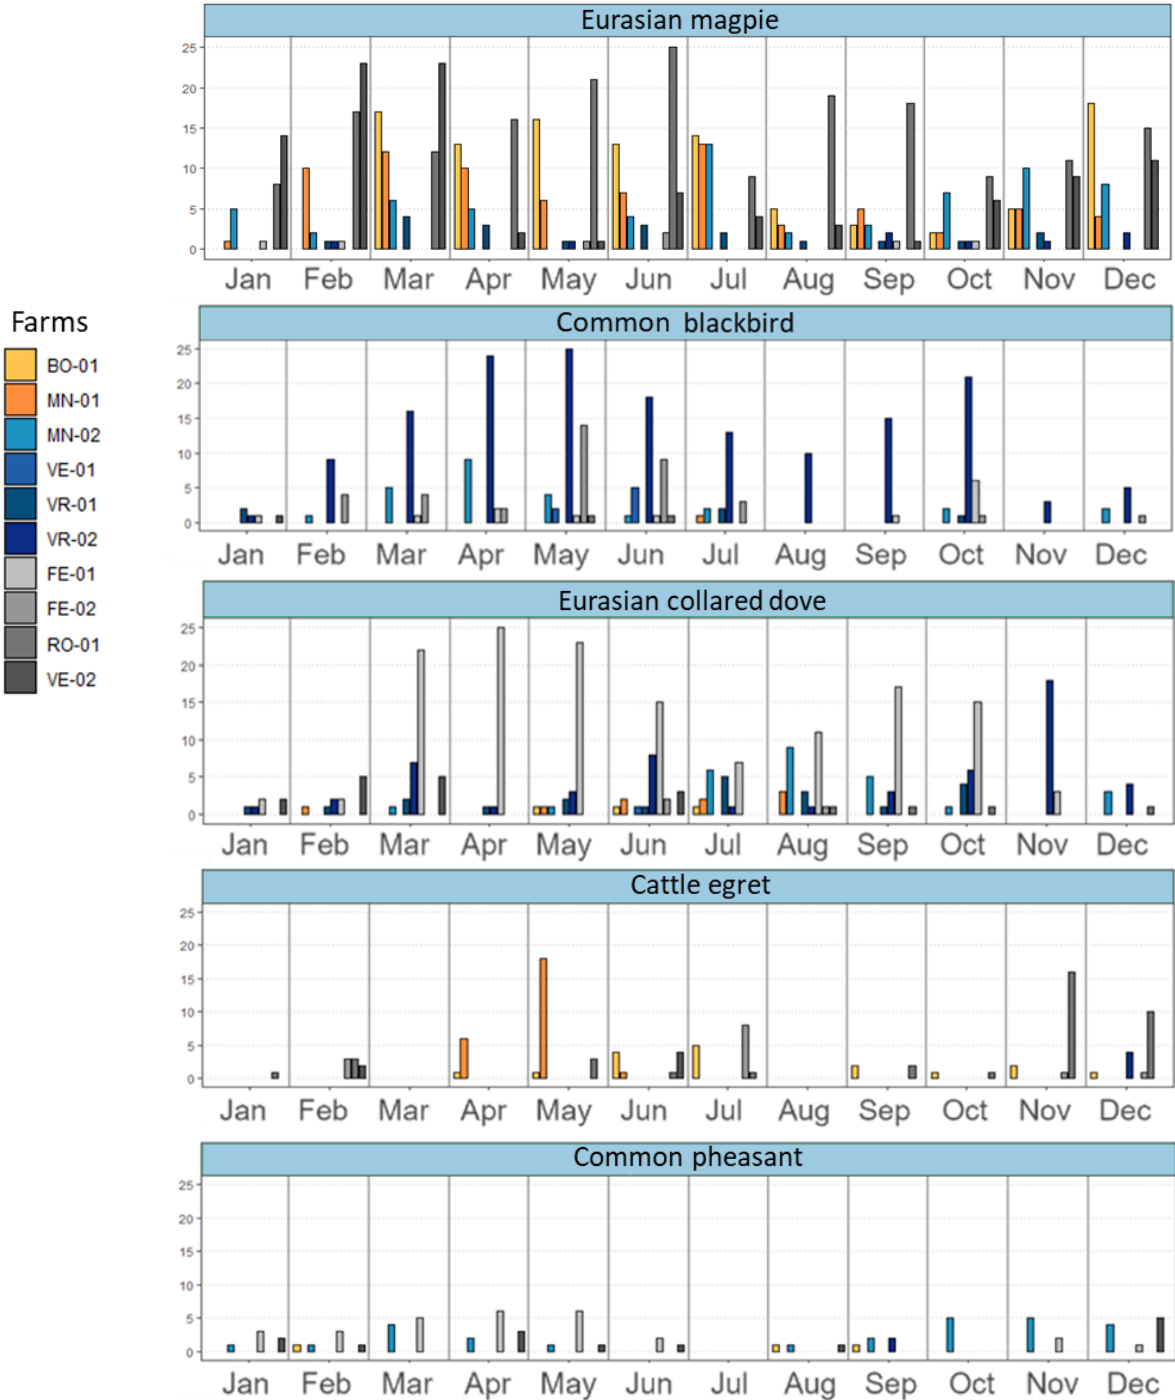 Eurasian magpie
25
20
15
10
5
0
Jan Feb Mar Apr May Jun Jul Aug Sep Oct Nov Dec
Common blackbird
25
20
15
10
5
0
Jan Feb Mar Apr May Jun Jul Aug Sep Oct Nov Dec
Farms
BO-01
MN-01
MN-02
VE-01
VR-01
VR-02
FE-01
FE-02
RO-01
VE-02
Eurasian collared dove
25
20
15
10
5
0
Jan Feb Mar Apr May Jun Jul Aug Sep Oct Nov Dec
Cattle egret
25
20
15
10
5
0
Jan Feb Mar Apr May Jun Jul Aug Sep Oct Nov Dec
Common pheasant
25
20
15
10
5
0
Jan Feb Mar Apr May Jun Jul Aug Sep Oct Nov Dec